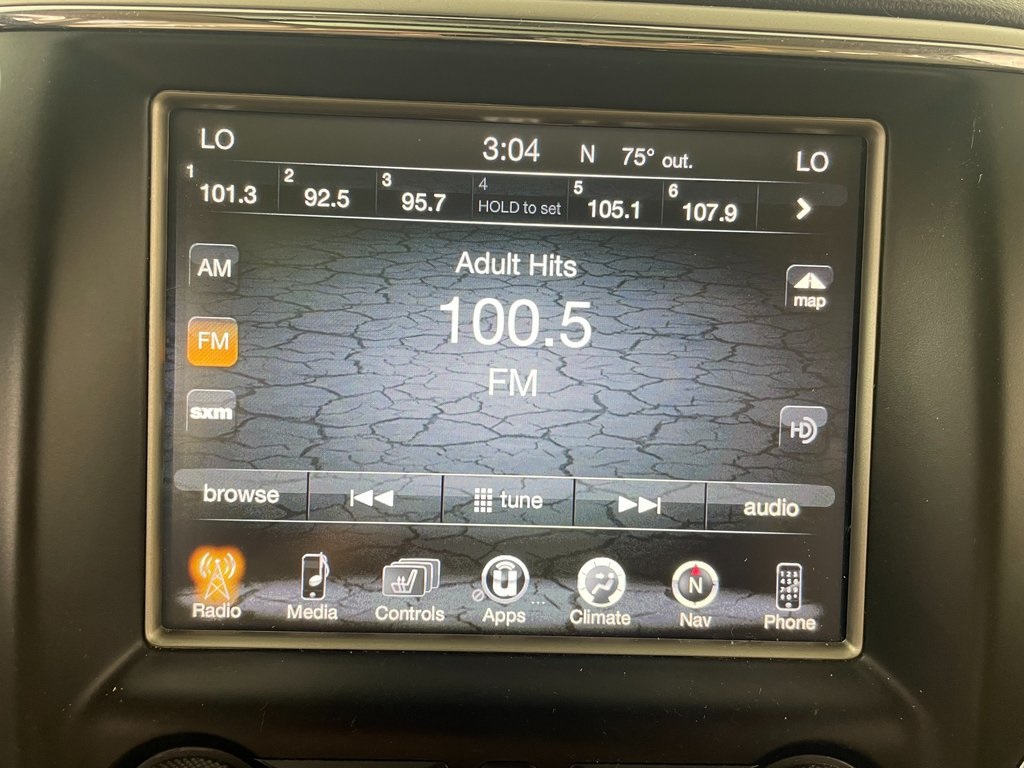 LO 3:04 N 75° out. LO
1 101.3 2 92.5 3 95.7 4 HOLD to set 5 105.1 6 107.9
AM
Adult Hits
map
100.5
FM
FM
sxm
HD
browse tune audio
Radio Media Controls Apps Climate N Nav Phone